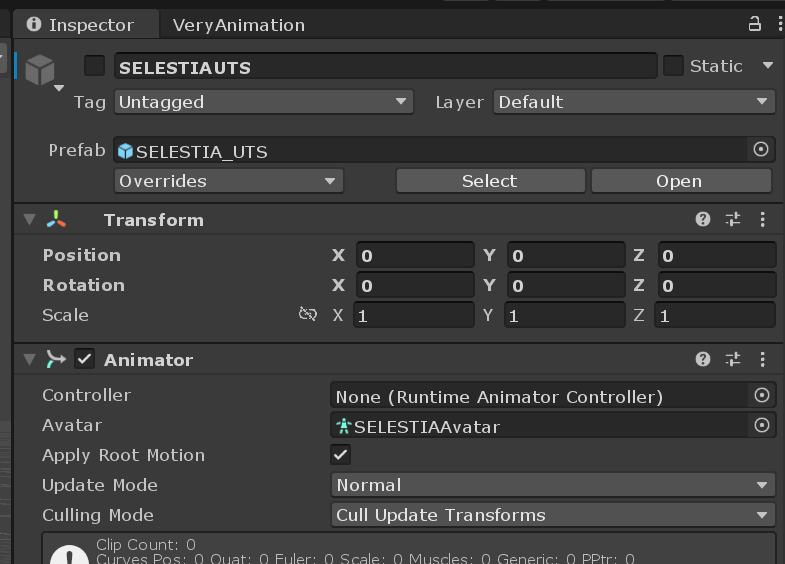 Inspector VeryAnimation
SELESTIAUTS Static
Tag Untagged Layer Default
Prefab SELESTIA_UTS
Overrides Select Open
Transform
Position X 0 Y 0 Z 0
Rotation X 0 Y 0 Z 0
Scale X 1 Y 1 Z 1
Animator
Controller None (Runtime Animator Controller)
Avatar SELESTIAAvatar
Apply Root Motion
Update Mode Normal
Culling Mode Cull Update Transforms
Clip Count: 0
Curves Pos: 0 Quat: 0 Euler: 0 Scale: 0 Muscles: 0 Generic: 0 PPtr: 0